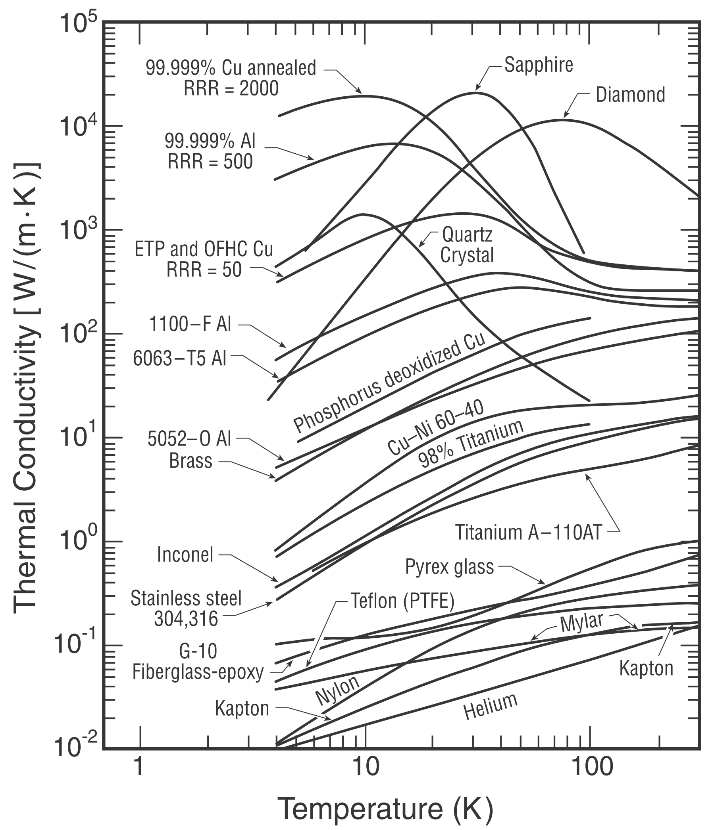 10^5
99.999% Cu annealed
RRR = 2000
Sapphire
Diamond
10^4
99.999% Al
RRR = 500
10^3
ETP and OFHC Cu
RRR = 50
Quartz
Crystal
1100–F Al
10^2
6063–T5 Al
Phosphorus deoxidized Cu
5052–O Al
10^1
Brass
Cu–Ni 60–40
98% Titanium
Titanium A–110AT
10^0
Inconel
Pyrex glass
Stainless steel
304,316
Teflon (PTFE)
10^-1
G-10
Fiberglass-epoxy
Mylar
Kapton
Nylon
Kapton
Helium
10^-2
1
10
100
Temperature (K)
Thermal Conductivity [ W/(m·K)]